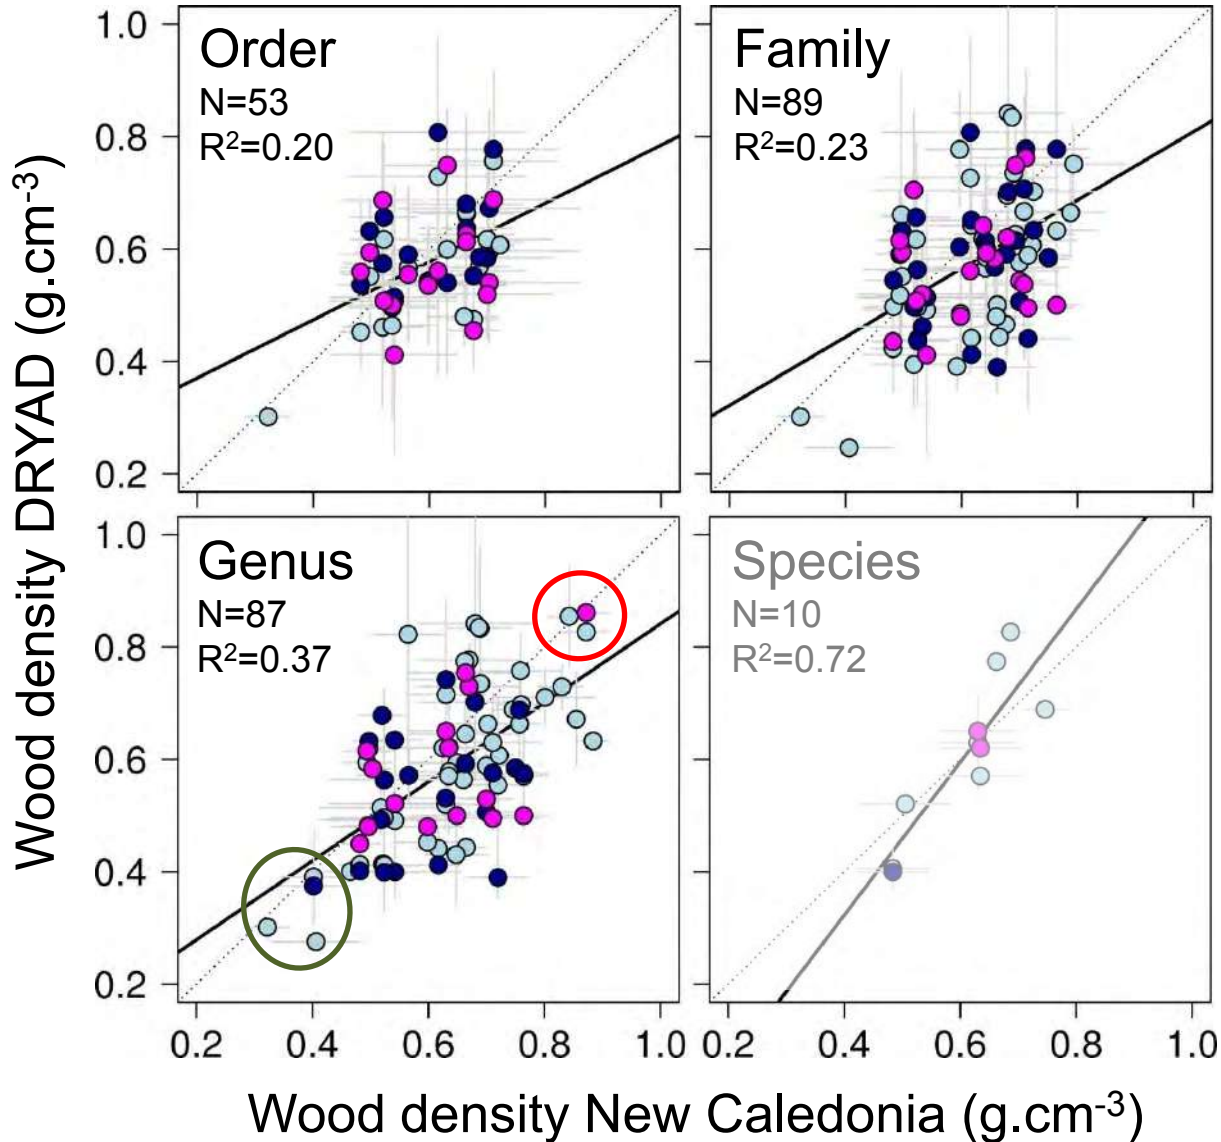 Wood density DRYAD (g.cm-3)
1.0
0.8
0.6
0.4
0.2
Order
N=53
R2=0.20
Family
N=89
R2=0.23
1.0
0.8
0.6
0.4
0.2
Genus
N=87
R2=0.37
Species
N=10
R2=0.72
0.2 0.4 0.6 0.8 1.0
0.2 0.4 0.6 0.8 1.0
Wood density New Caledonia (g.cm-3)